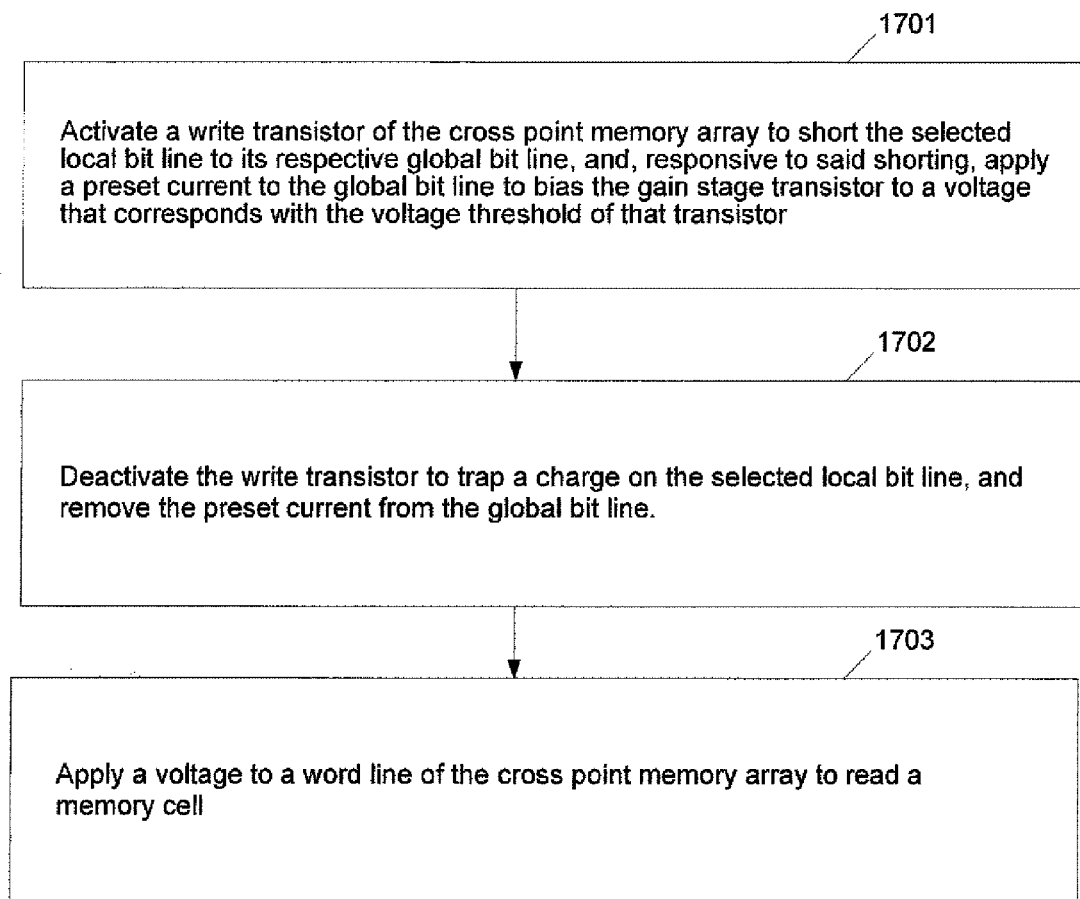 1701
Activate a write transistor of the cross point memory array to short the selected
local bit line to its respective global bit line, and, responsive to said shorting, apply
a preset current to the global bit line to bias the gain stage transistor to a voltage
that corresponds with the voltage threshold of that transistor
1702
Deactivate the write transistor to trap a charge on the selected local bit line, and
remove the preset current from the global bit line.
1703
Apply a voltage to a word line of the cross point memory array to read a
memory cell